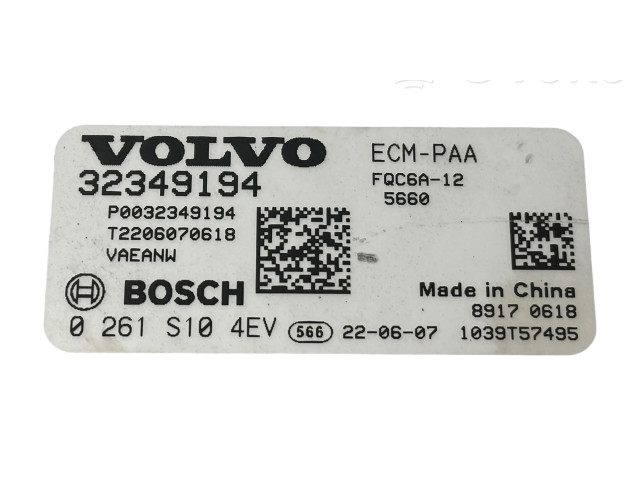 VOLVO ECM-PAA
32349194 FQC6A-12
5660
P0032349194
T2206070618
VAEANW
BOSCH Made in China
8917 0618
0 261 S10 4EV 566 22-06-07 1039T57495